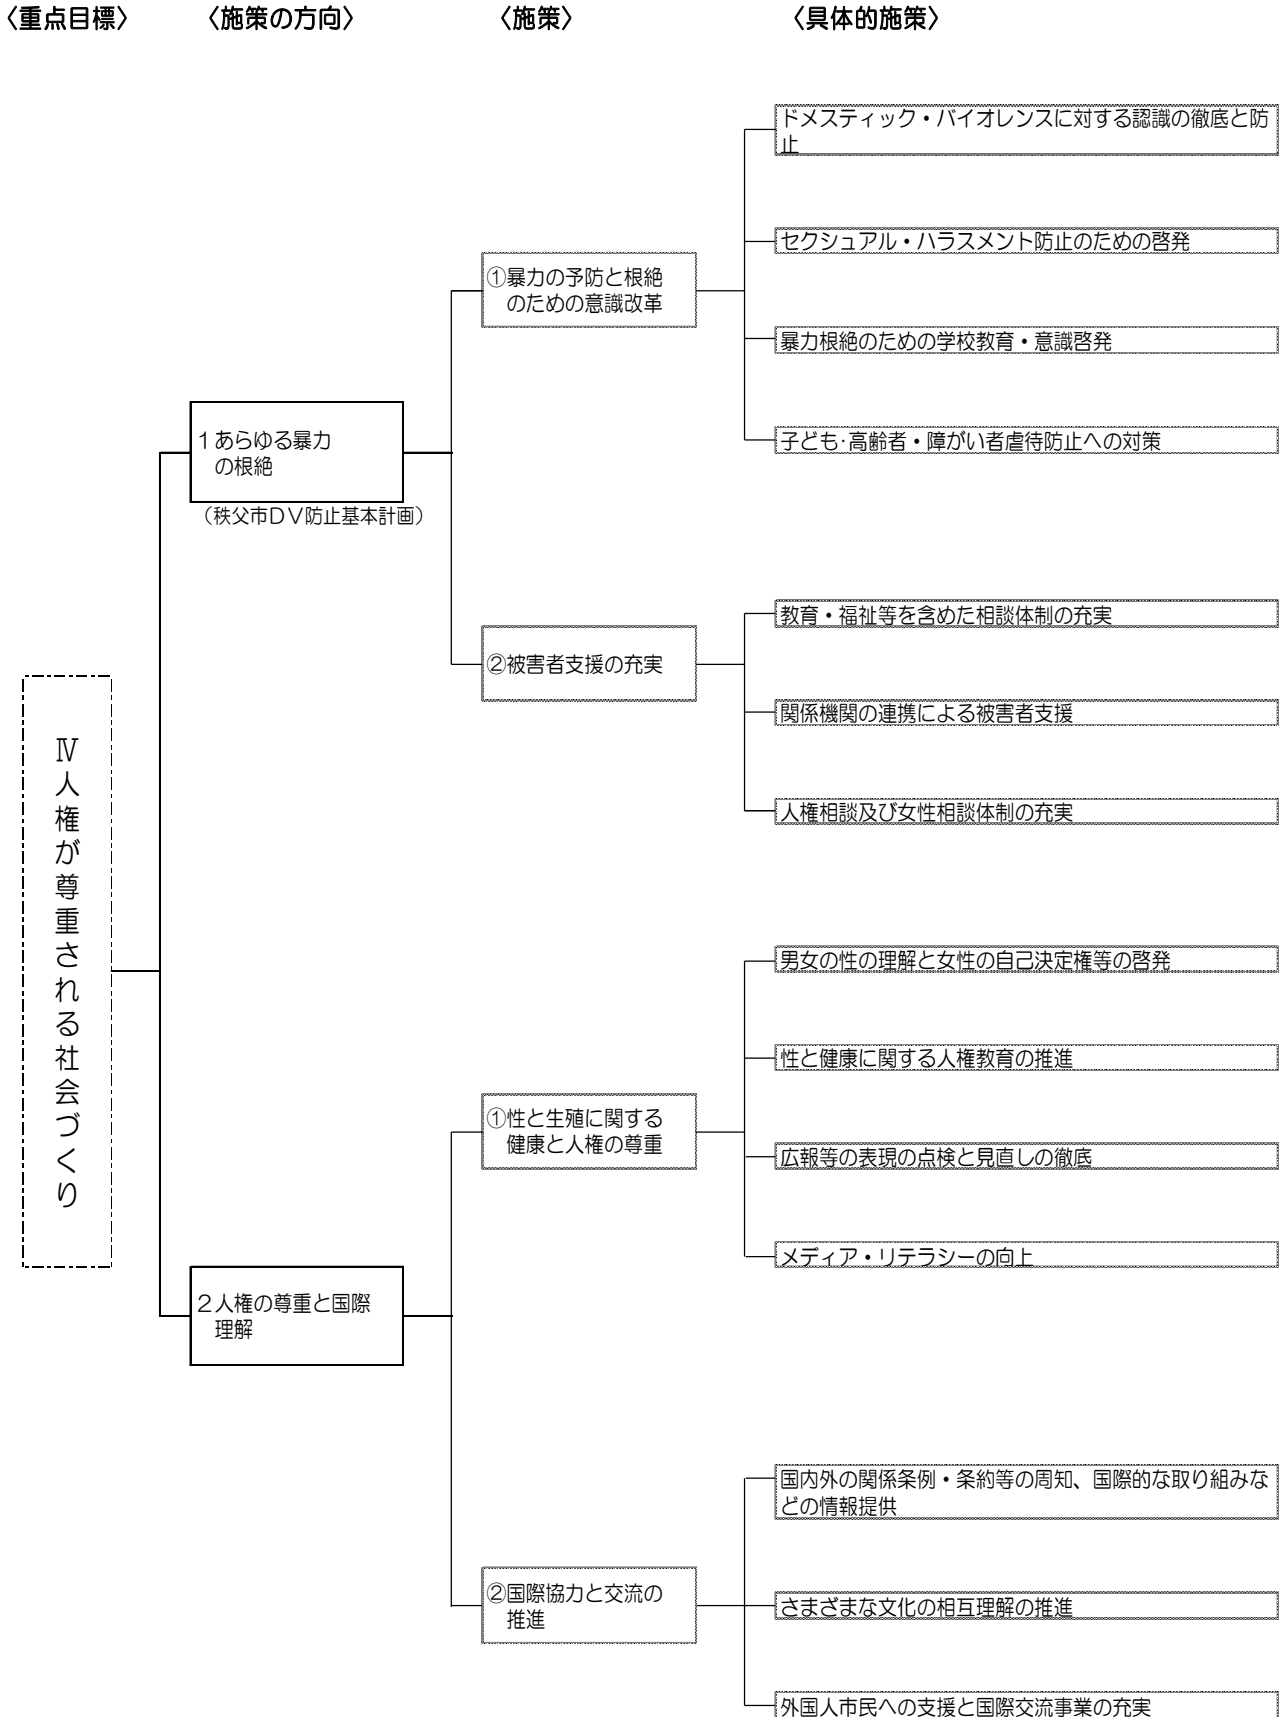 〈重点目標〉 〈施策の方向〉 〈施策〉 〈具体的施策〉
Ⅳ人権が尊重される社会づくり
1あらゆる暴力
の根絶
（秩父市ＤＶ防止基本計画）
①暴力の予防と根絶
のための意識改革
ドメスティック・バイオレンスに対する認識の徹底と防
止
セクシュアル・ハラスメント防止のための啓発
暴力根絶のための学校教育・意識啓発
子ども・高齢者・障がい者虐待防止への対策
②被害者支援の充実
教育・福祉等を含めた相談体制の充実
関係機関の連携による被害者支援
人権相談及び女性相談体制の充実
2人権の尊重と国際
理解
①性と生殖に関する
健康と人権の尊重
男女の性の理解と女性の自己決定権等の啓発
性と健康に関する人権教育の推進
広報等の表現の点検と見直しの徹底
メディア・リテラシーの向上
②国際協力と交流の
推進
国内外の関係条例・条約等の周知、国際的な取り組みな
どの情報提供
さまざまな文化の相互理解の推進
外国人市民への支援と国際交流事業の充実